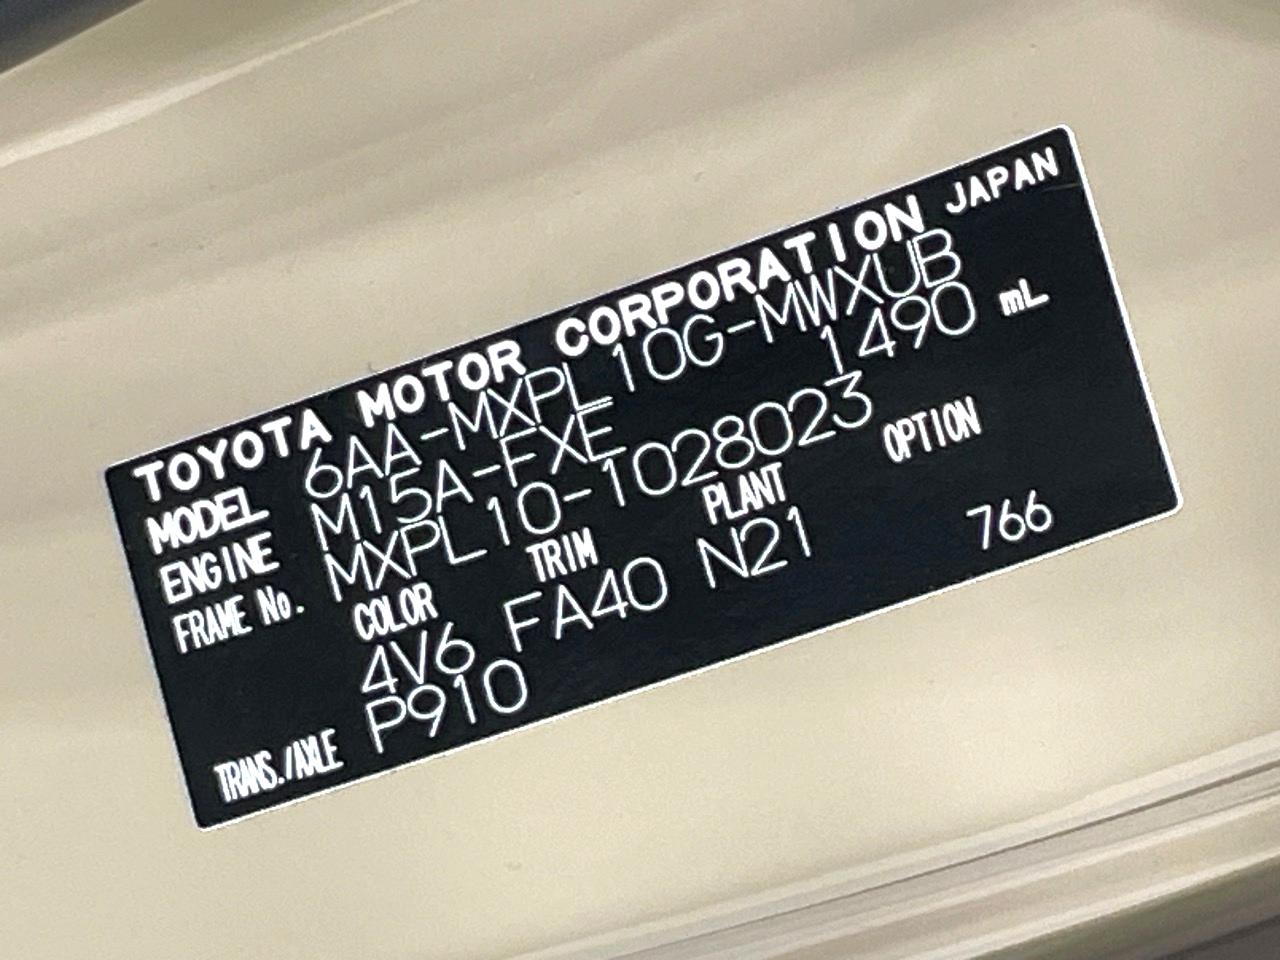 TOYOTA MOTOR CORPORATION JAPAN
MODEL 6AA-MXPL10G-MWXUB
ENGINE M15A-FXE 1490 mL
FRAME No. MXPL10-1028023
COLOR TRIM PLANT OPTION
4V6 FA40 N21 766
TRANS./AXLE P910